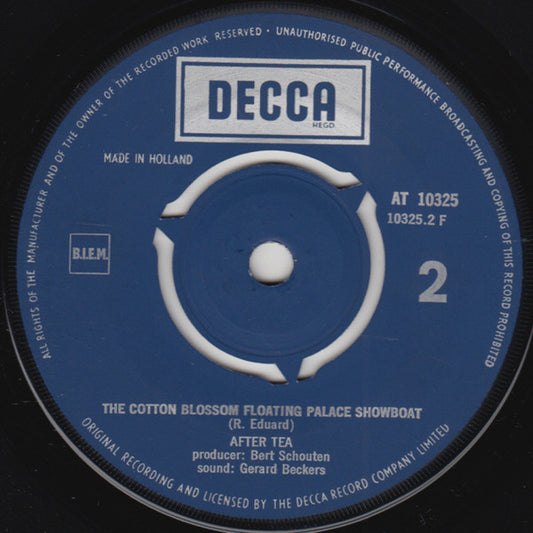 ALL RIGHTS OF THE MANUFACTURER AND OF THE OWNER OF THE RECORDED WORK RESERVED · UNAUTHORISED PUBLIC PERFORMANCE BROADCASTING AND COPYING OF THIS RECORD PROHIBITED
DECCA
REGD.
MADE IN HOLLAND
AT 10325
10325.2 F
B.I.E.M.
2
THE COTTON BLOSSOM FLOATING PALACE SHOWBOAT
(R. Eduard)
AFTER TEA
producer: Bert Schouten
sound: Gerard Beckers
ORIGINAL RECORDING AND LICENSED BY THE DECCA RECORD COMPANY LIMITED